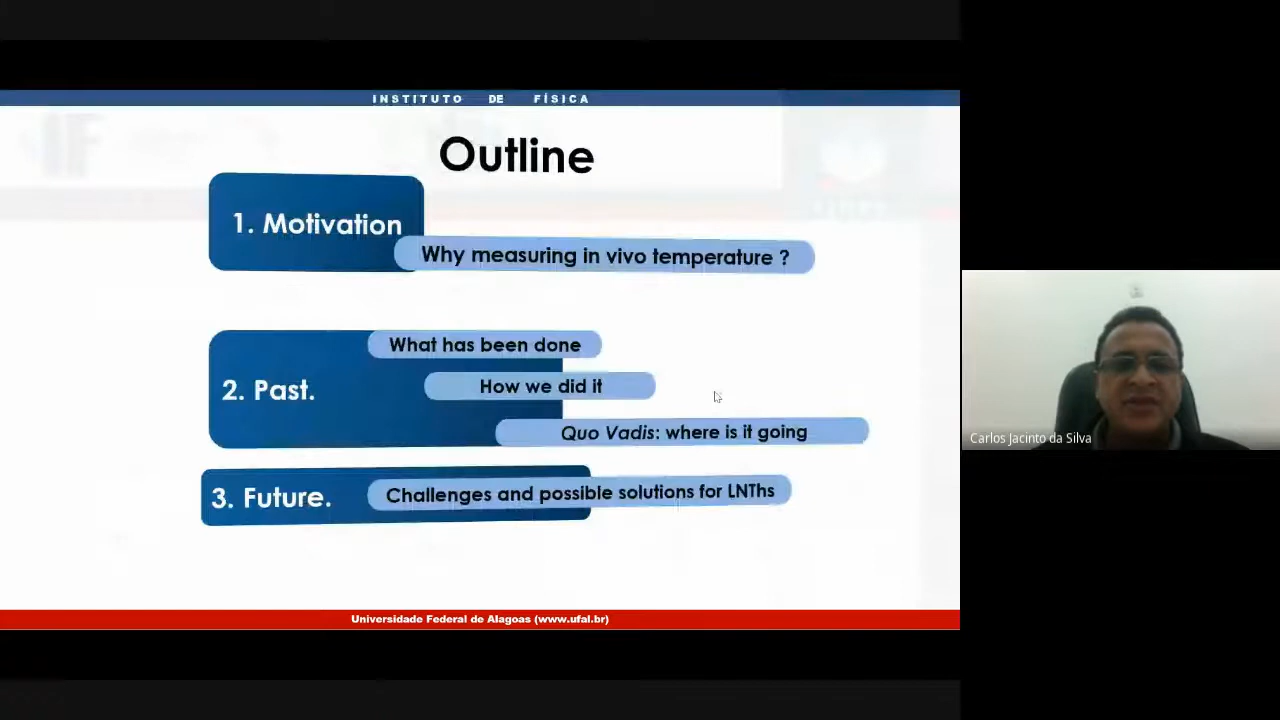 INSTITUTO DE FÍSICA
Outline
1. Motivation
Why measuring in vivo temperature ?
What has been done
2. Past.
How we did it
Quo Vadis: where is it going
3. Future.
Challenges and possible solutions for LNThs
Universidade Federal de Alagoas (www.ufal.br)
Carlos Jacinto da Silva